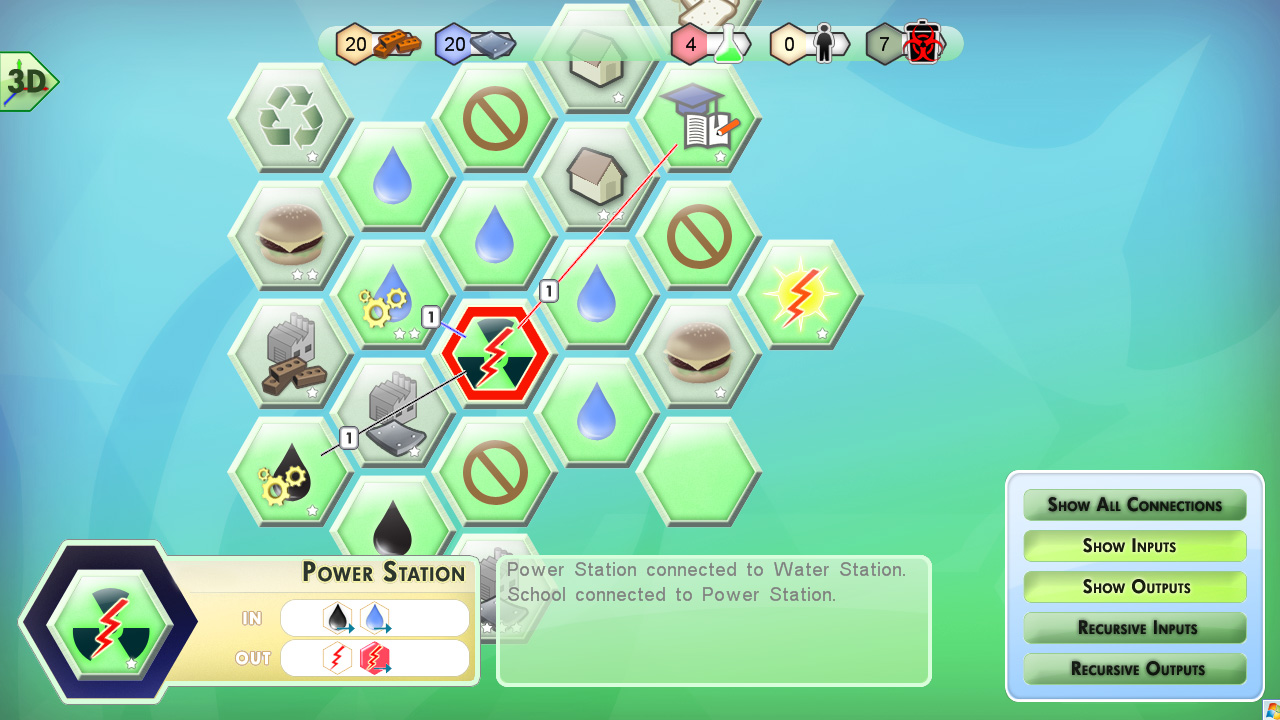 20
20
4
0
7
3D
1
1
1
Power Station
IN
OUT
Power Station connected to Water Station.
School connected to Power Station.
Show All Connections
Show Inputs
Show Outputs
Recursive Inputs
Recursive Outputs